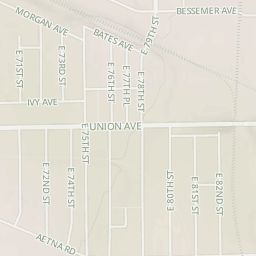 MORGAN AVE
BESSEMER AVE
BATES AVE
E 79TH ST
E 71ST ST
E 73RD ST
E 76TH ST
E 77TH PL
E 78TH ST
IVY AVE
UNION AVE
E 75TH ST
E 72ND ST
E 74TH ST
E 80TH ST
E 81ST ST
E 82ND ST
AETNA RD